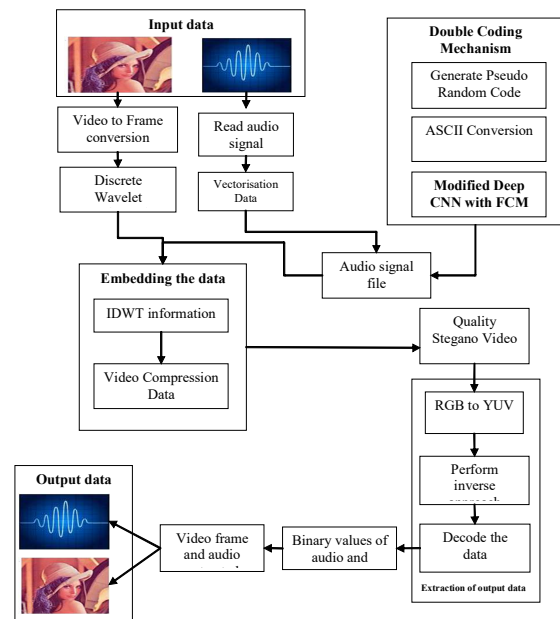 Input data
Video to Frame
conversion
Discrete
Wavelet
Read audio
signal
Vectorisation
Data
Double Coding
Mechanism
Generate Pseudo
Random Code
ASCII Conversion
Modified Deep
CNN with FCM
Audio signal
file
Embedding the data
IDWT information
Video Compression
Data
Quality
Stegano Video
RGB to YUV
Perform
inverse
Decode the
data
Extraction of output data
Binary values of
audio and
Video frame
and audio
Output data